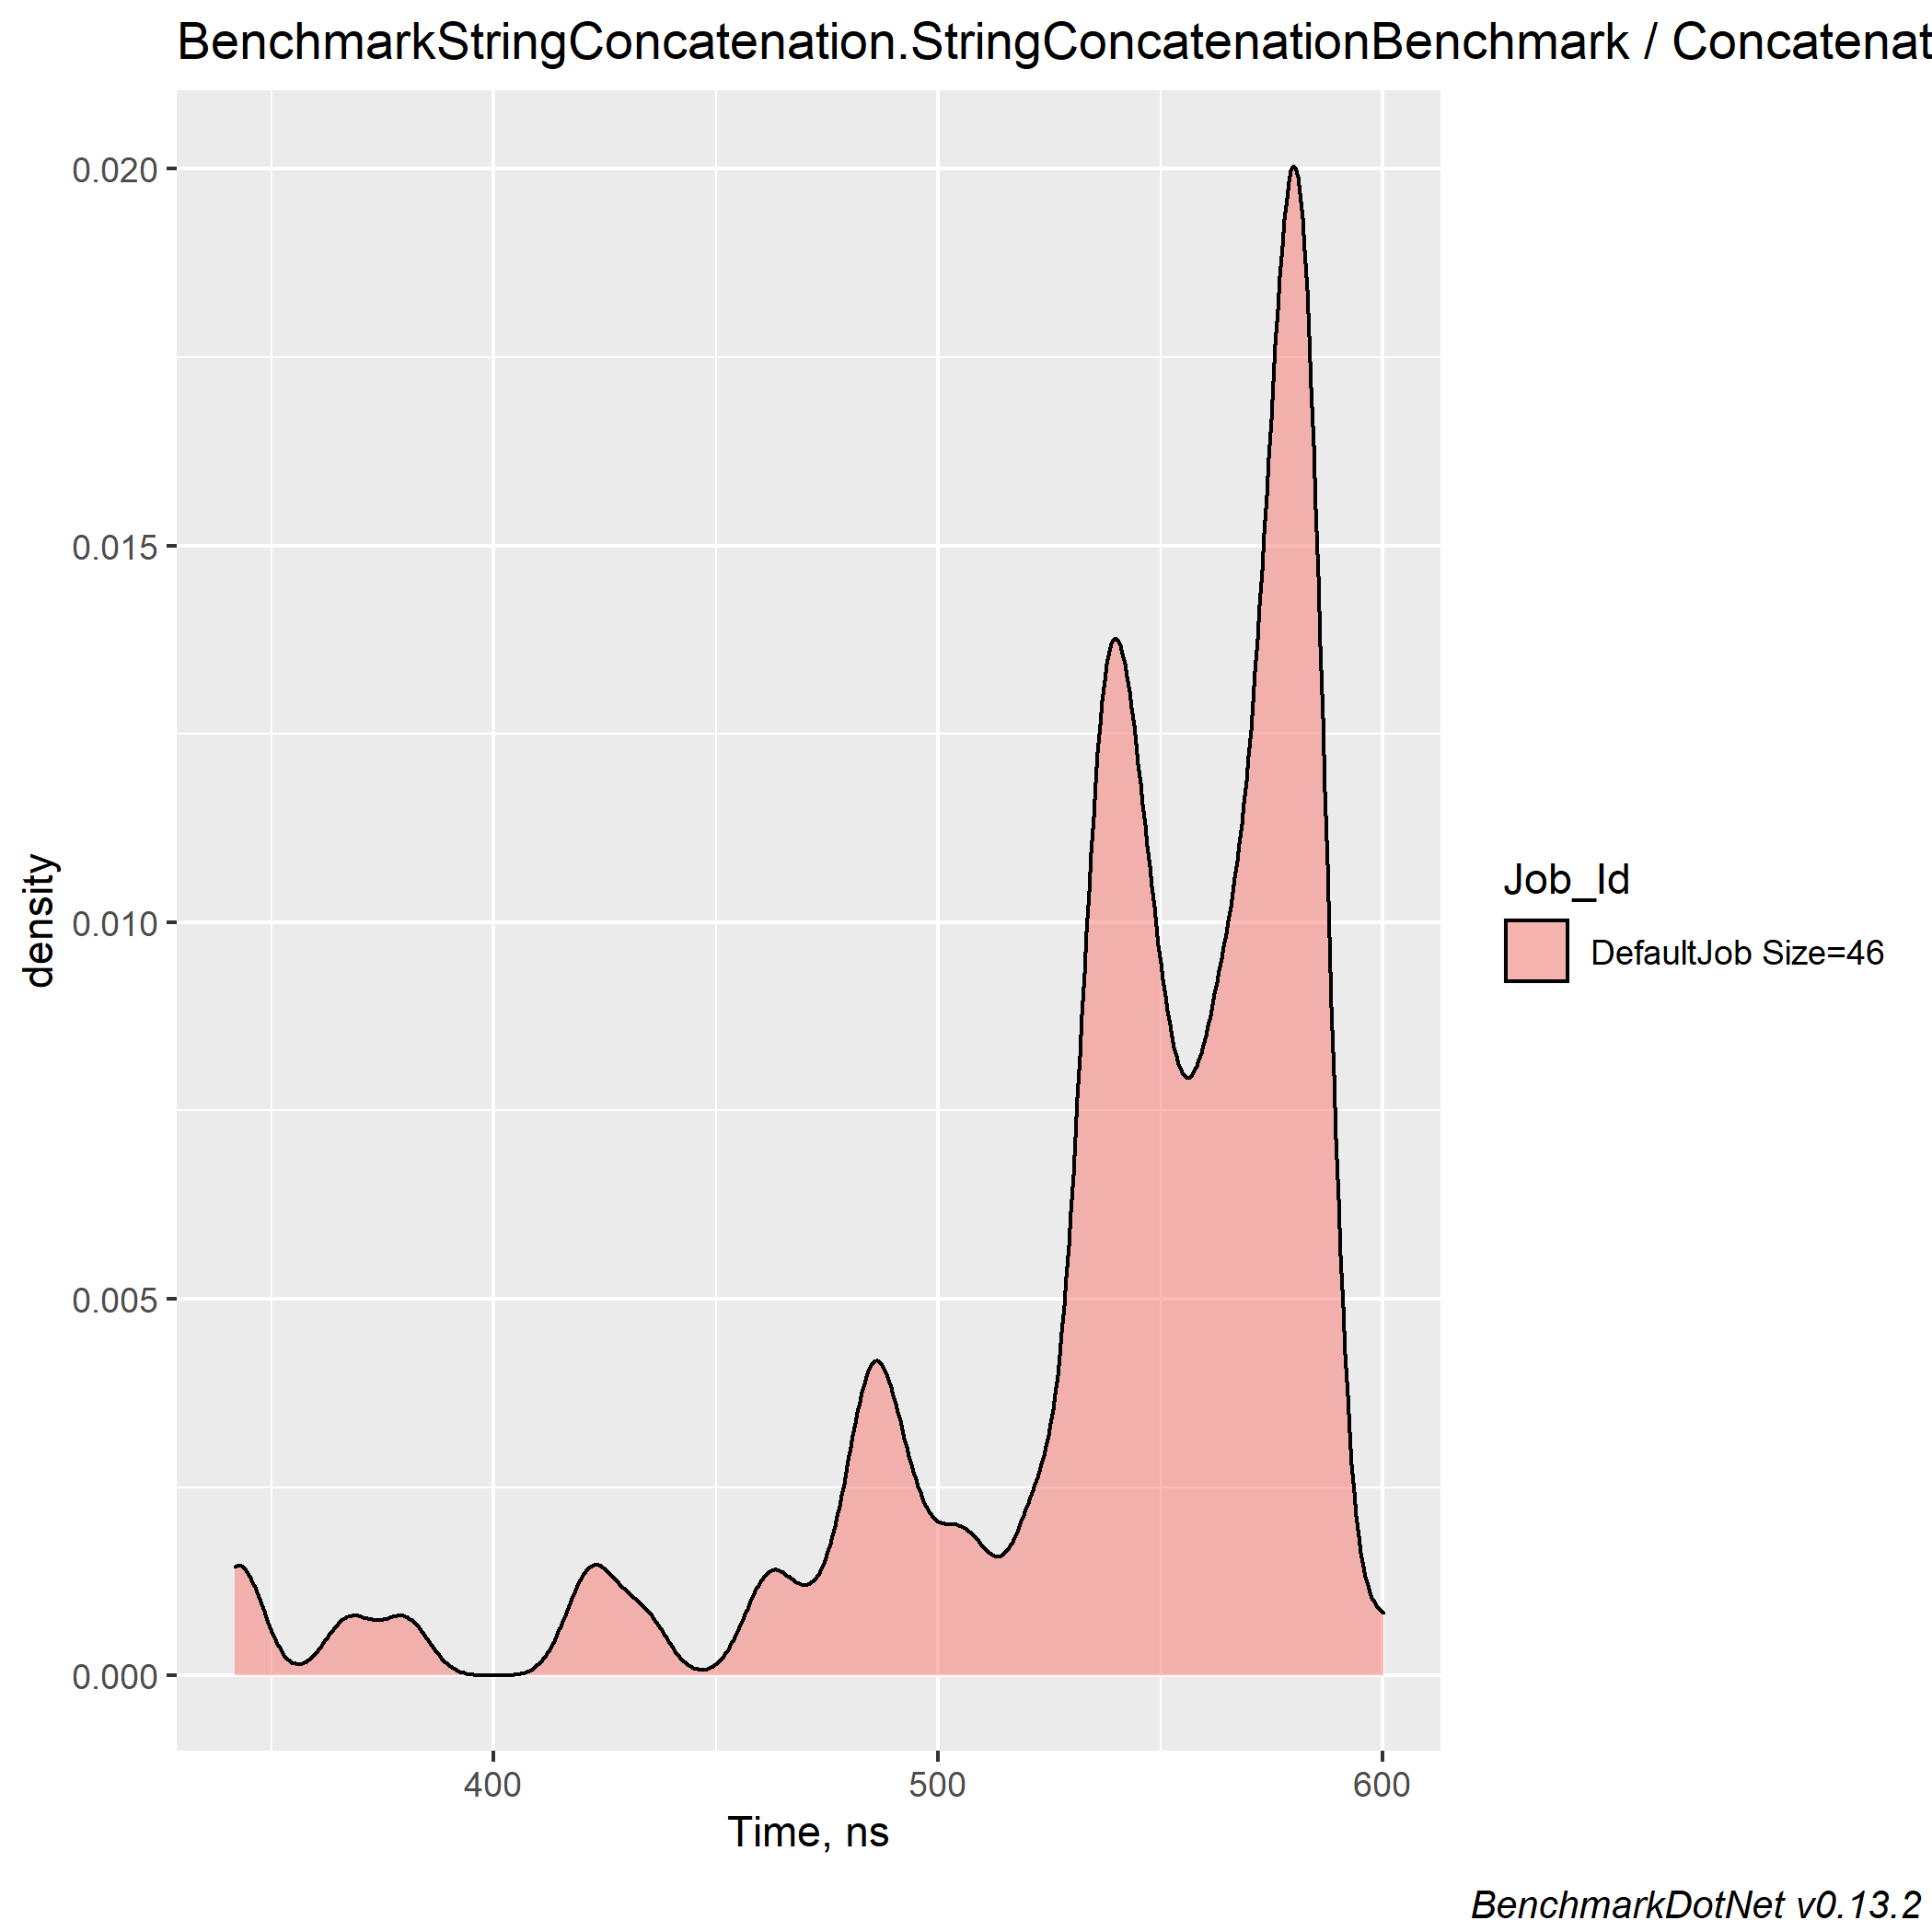 BenchmarkStringConcatenation.StringConcatenationBenchmark / Concatenat
0.020
0.015
0.010
0.005
0.000
density
400 500 600
Time, ns
Job_Id
DefaultJob Size=46
BenchmarkDotNet v0.13.2